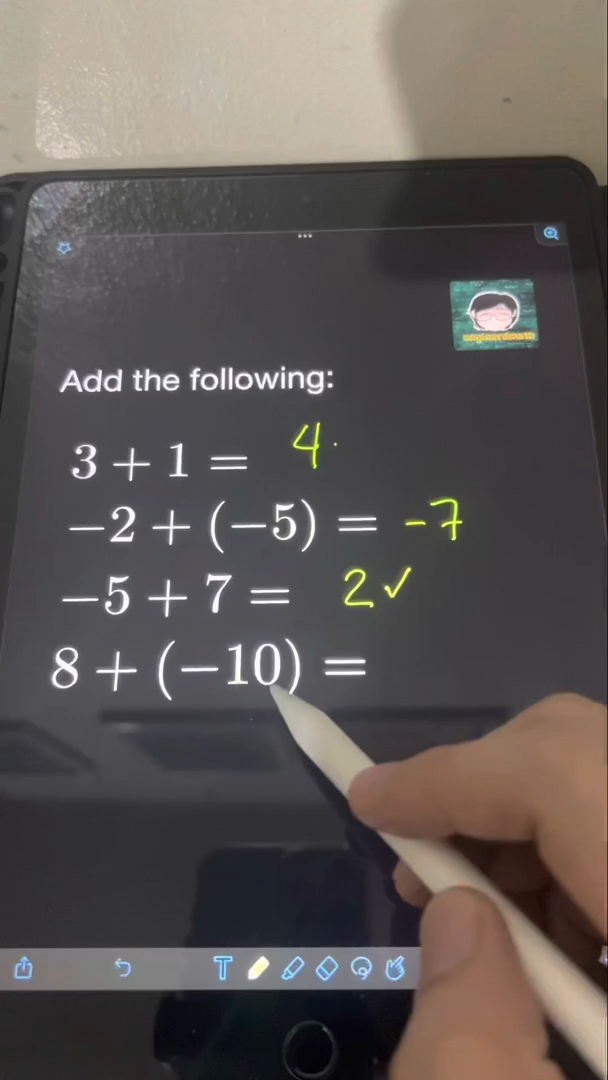 Add the following:
3 + 1 = 4
−2 + (−5) = -7
−5 + 7 = 2 ✓
8 + (−10) =
T